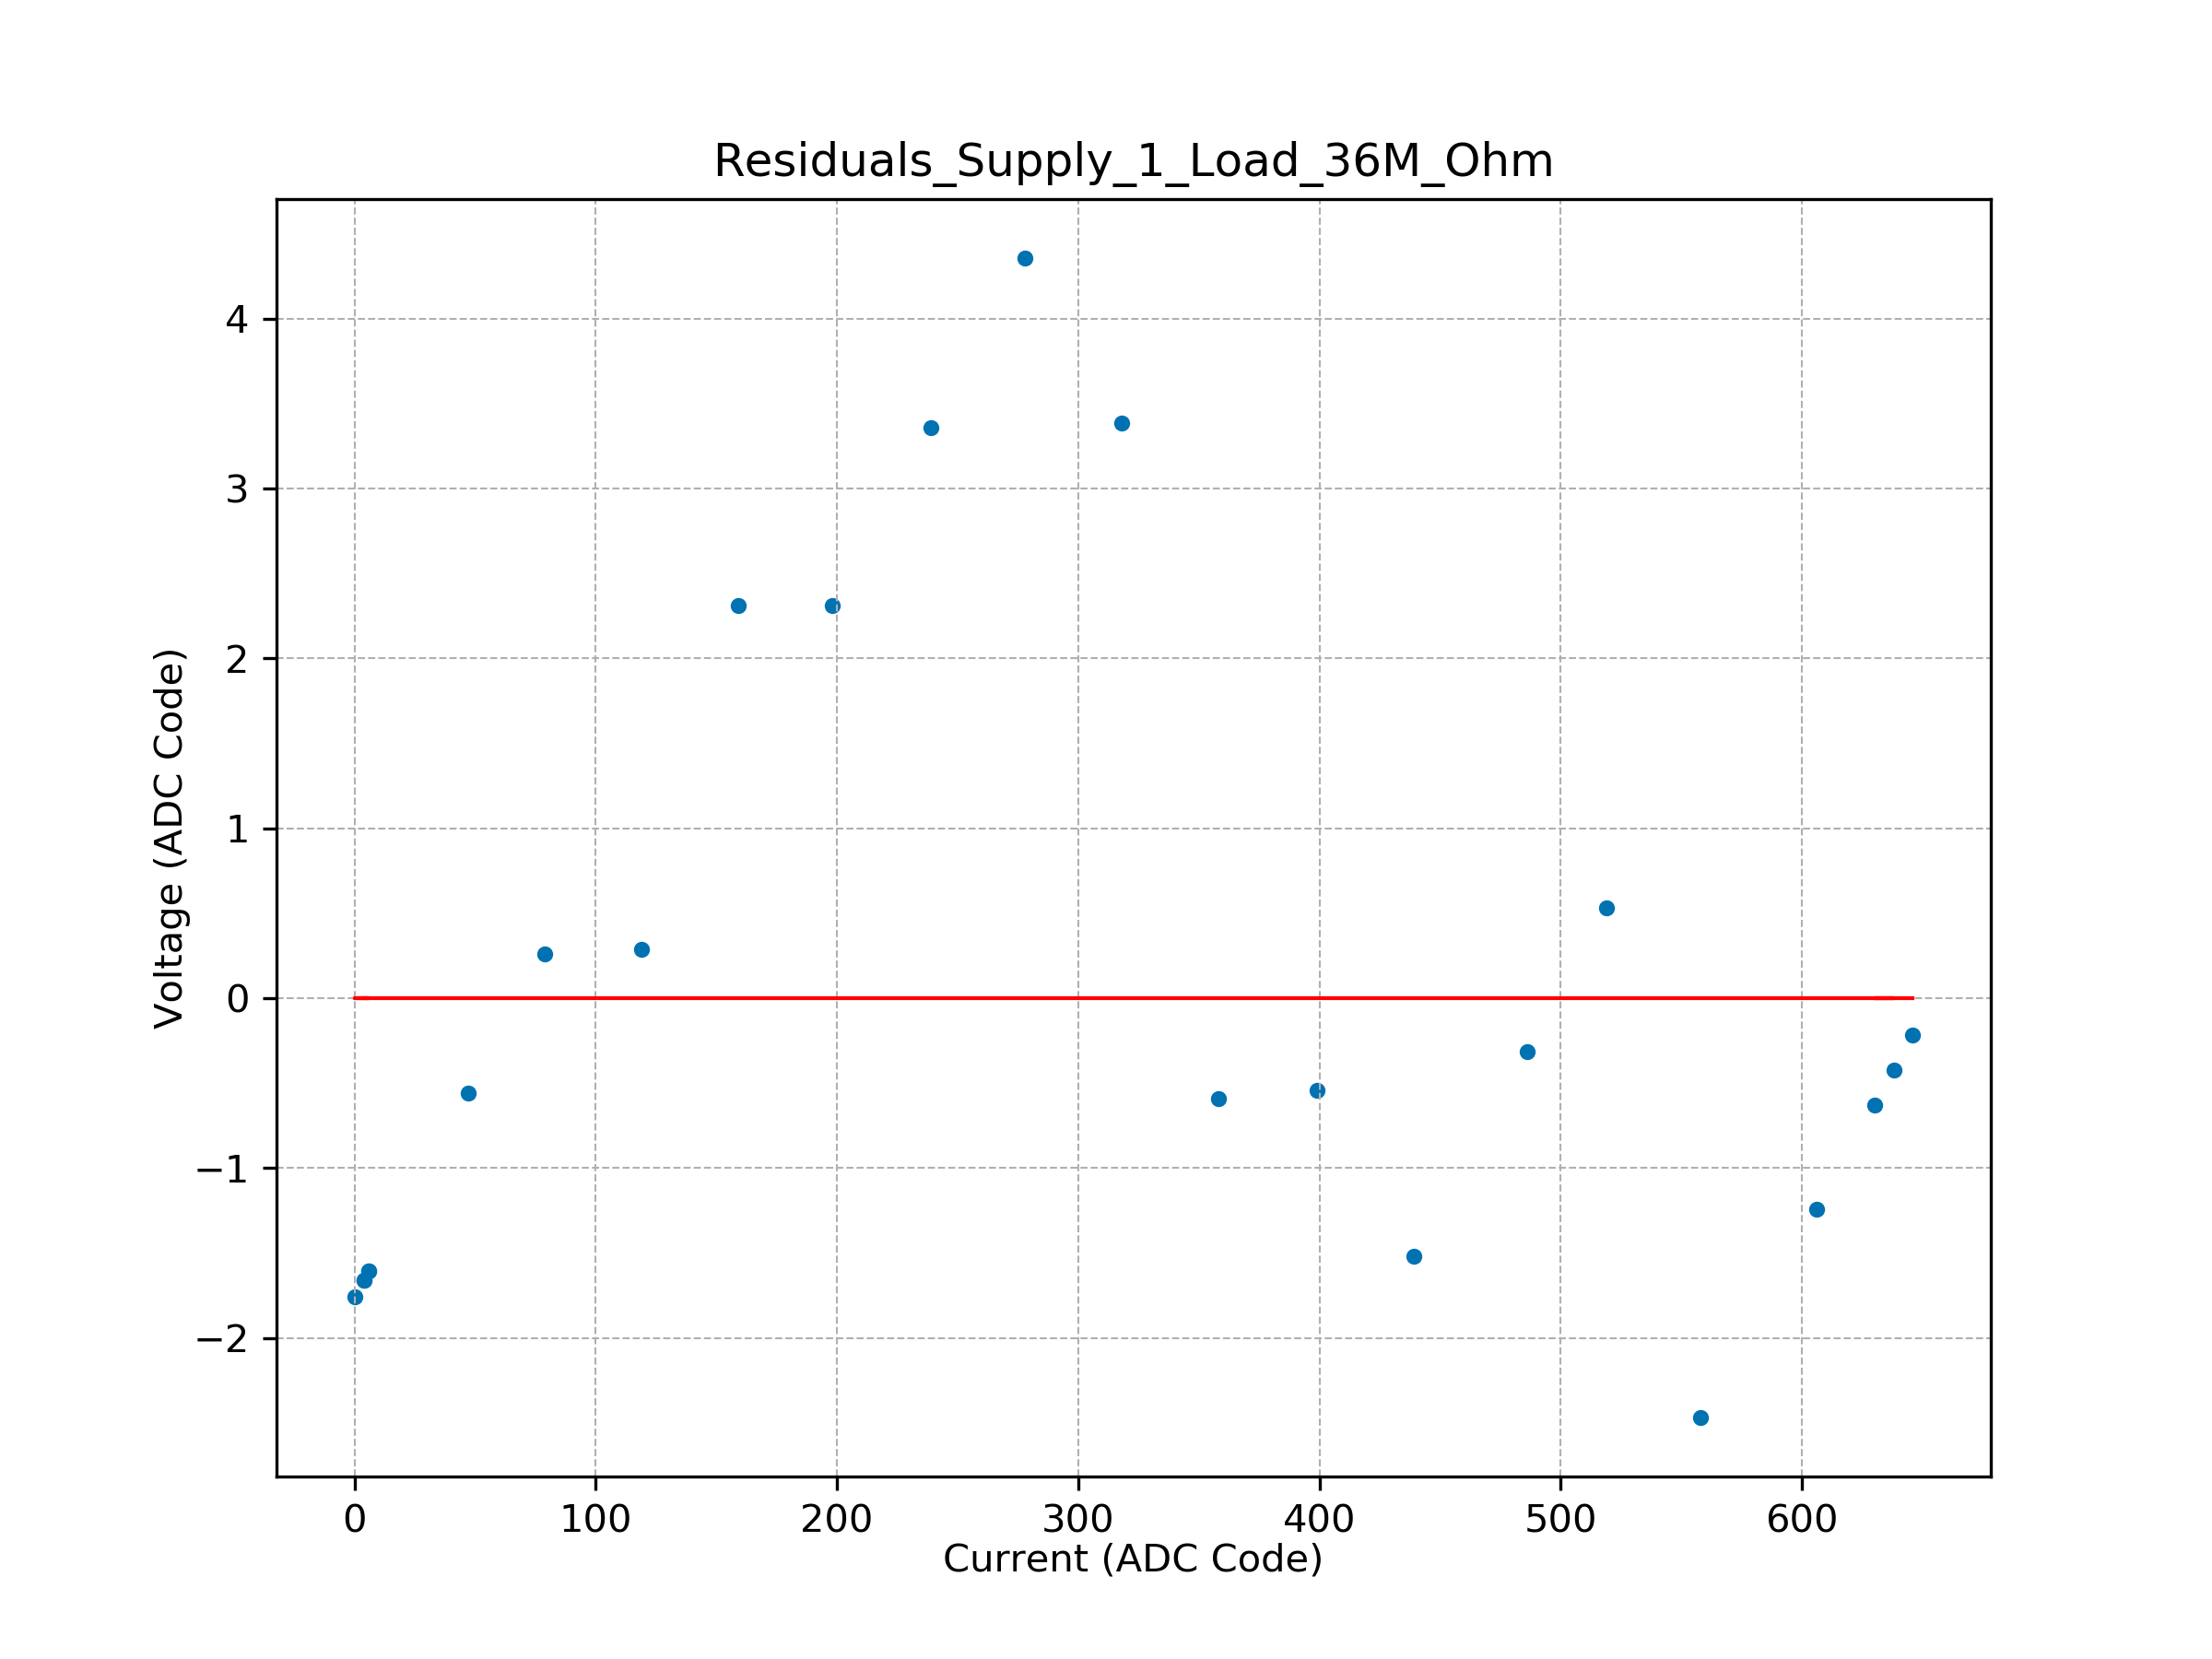 Residuals_Supply_1_Load_36M_Ohm
4
3
2
1
0
−1
−2
Voltage (ADC Code)
0 100 200 300 400 500 600
Current (ADC Code)